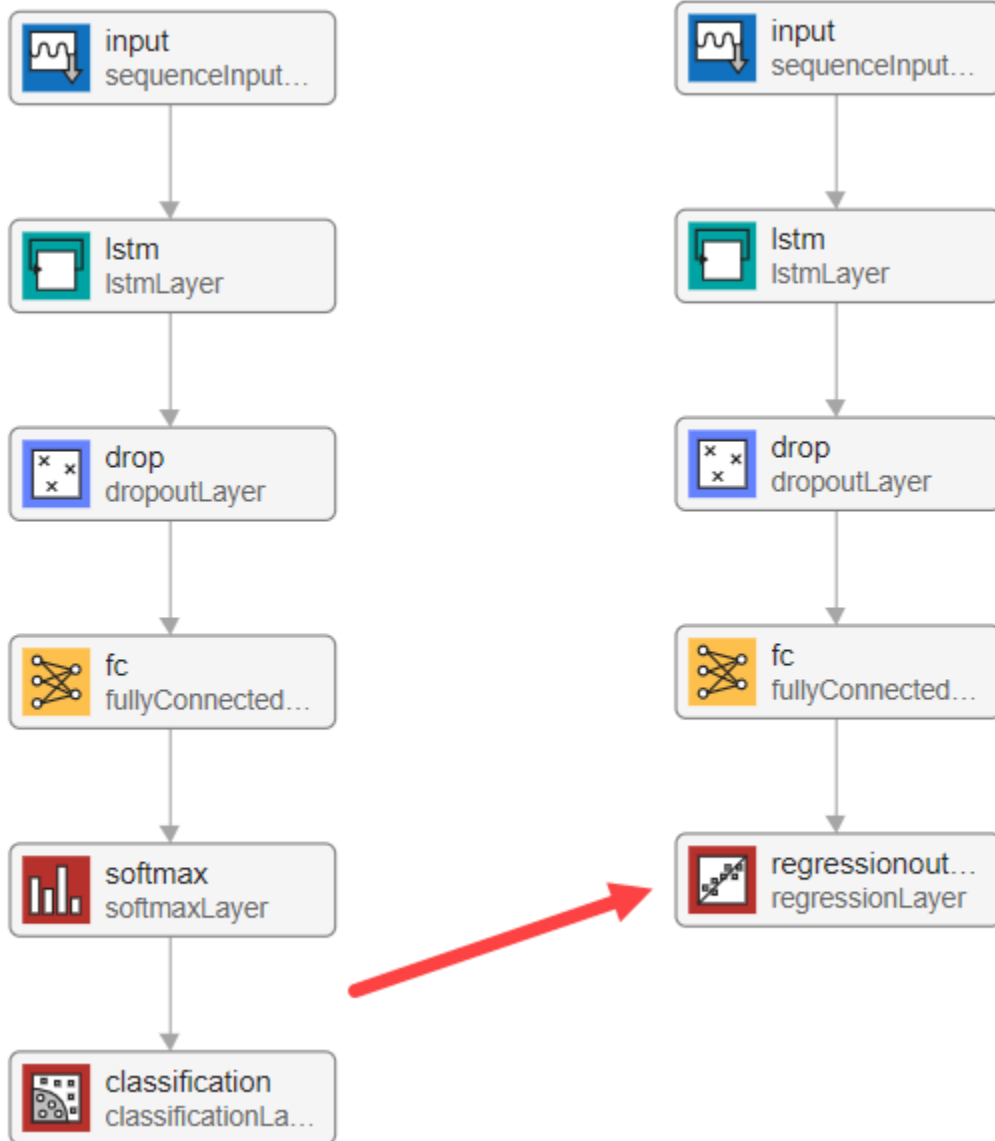 input
sequenceInput...
lstm
lstmLayer
drop
dropoutLayer
fc
fullyConnected...
softmax
softmaxLayer
classification
classificationLa...
input
sequenceInput...
lstm
lstmLayer
drop
dropoutLayer
fc
fullyConnected...
regressionout...
regressionLayer